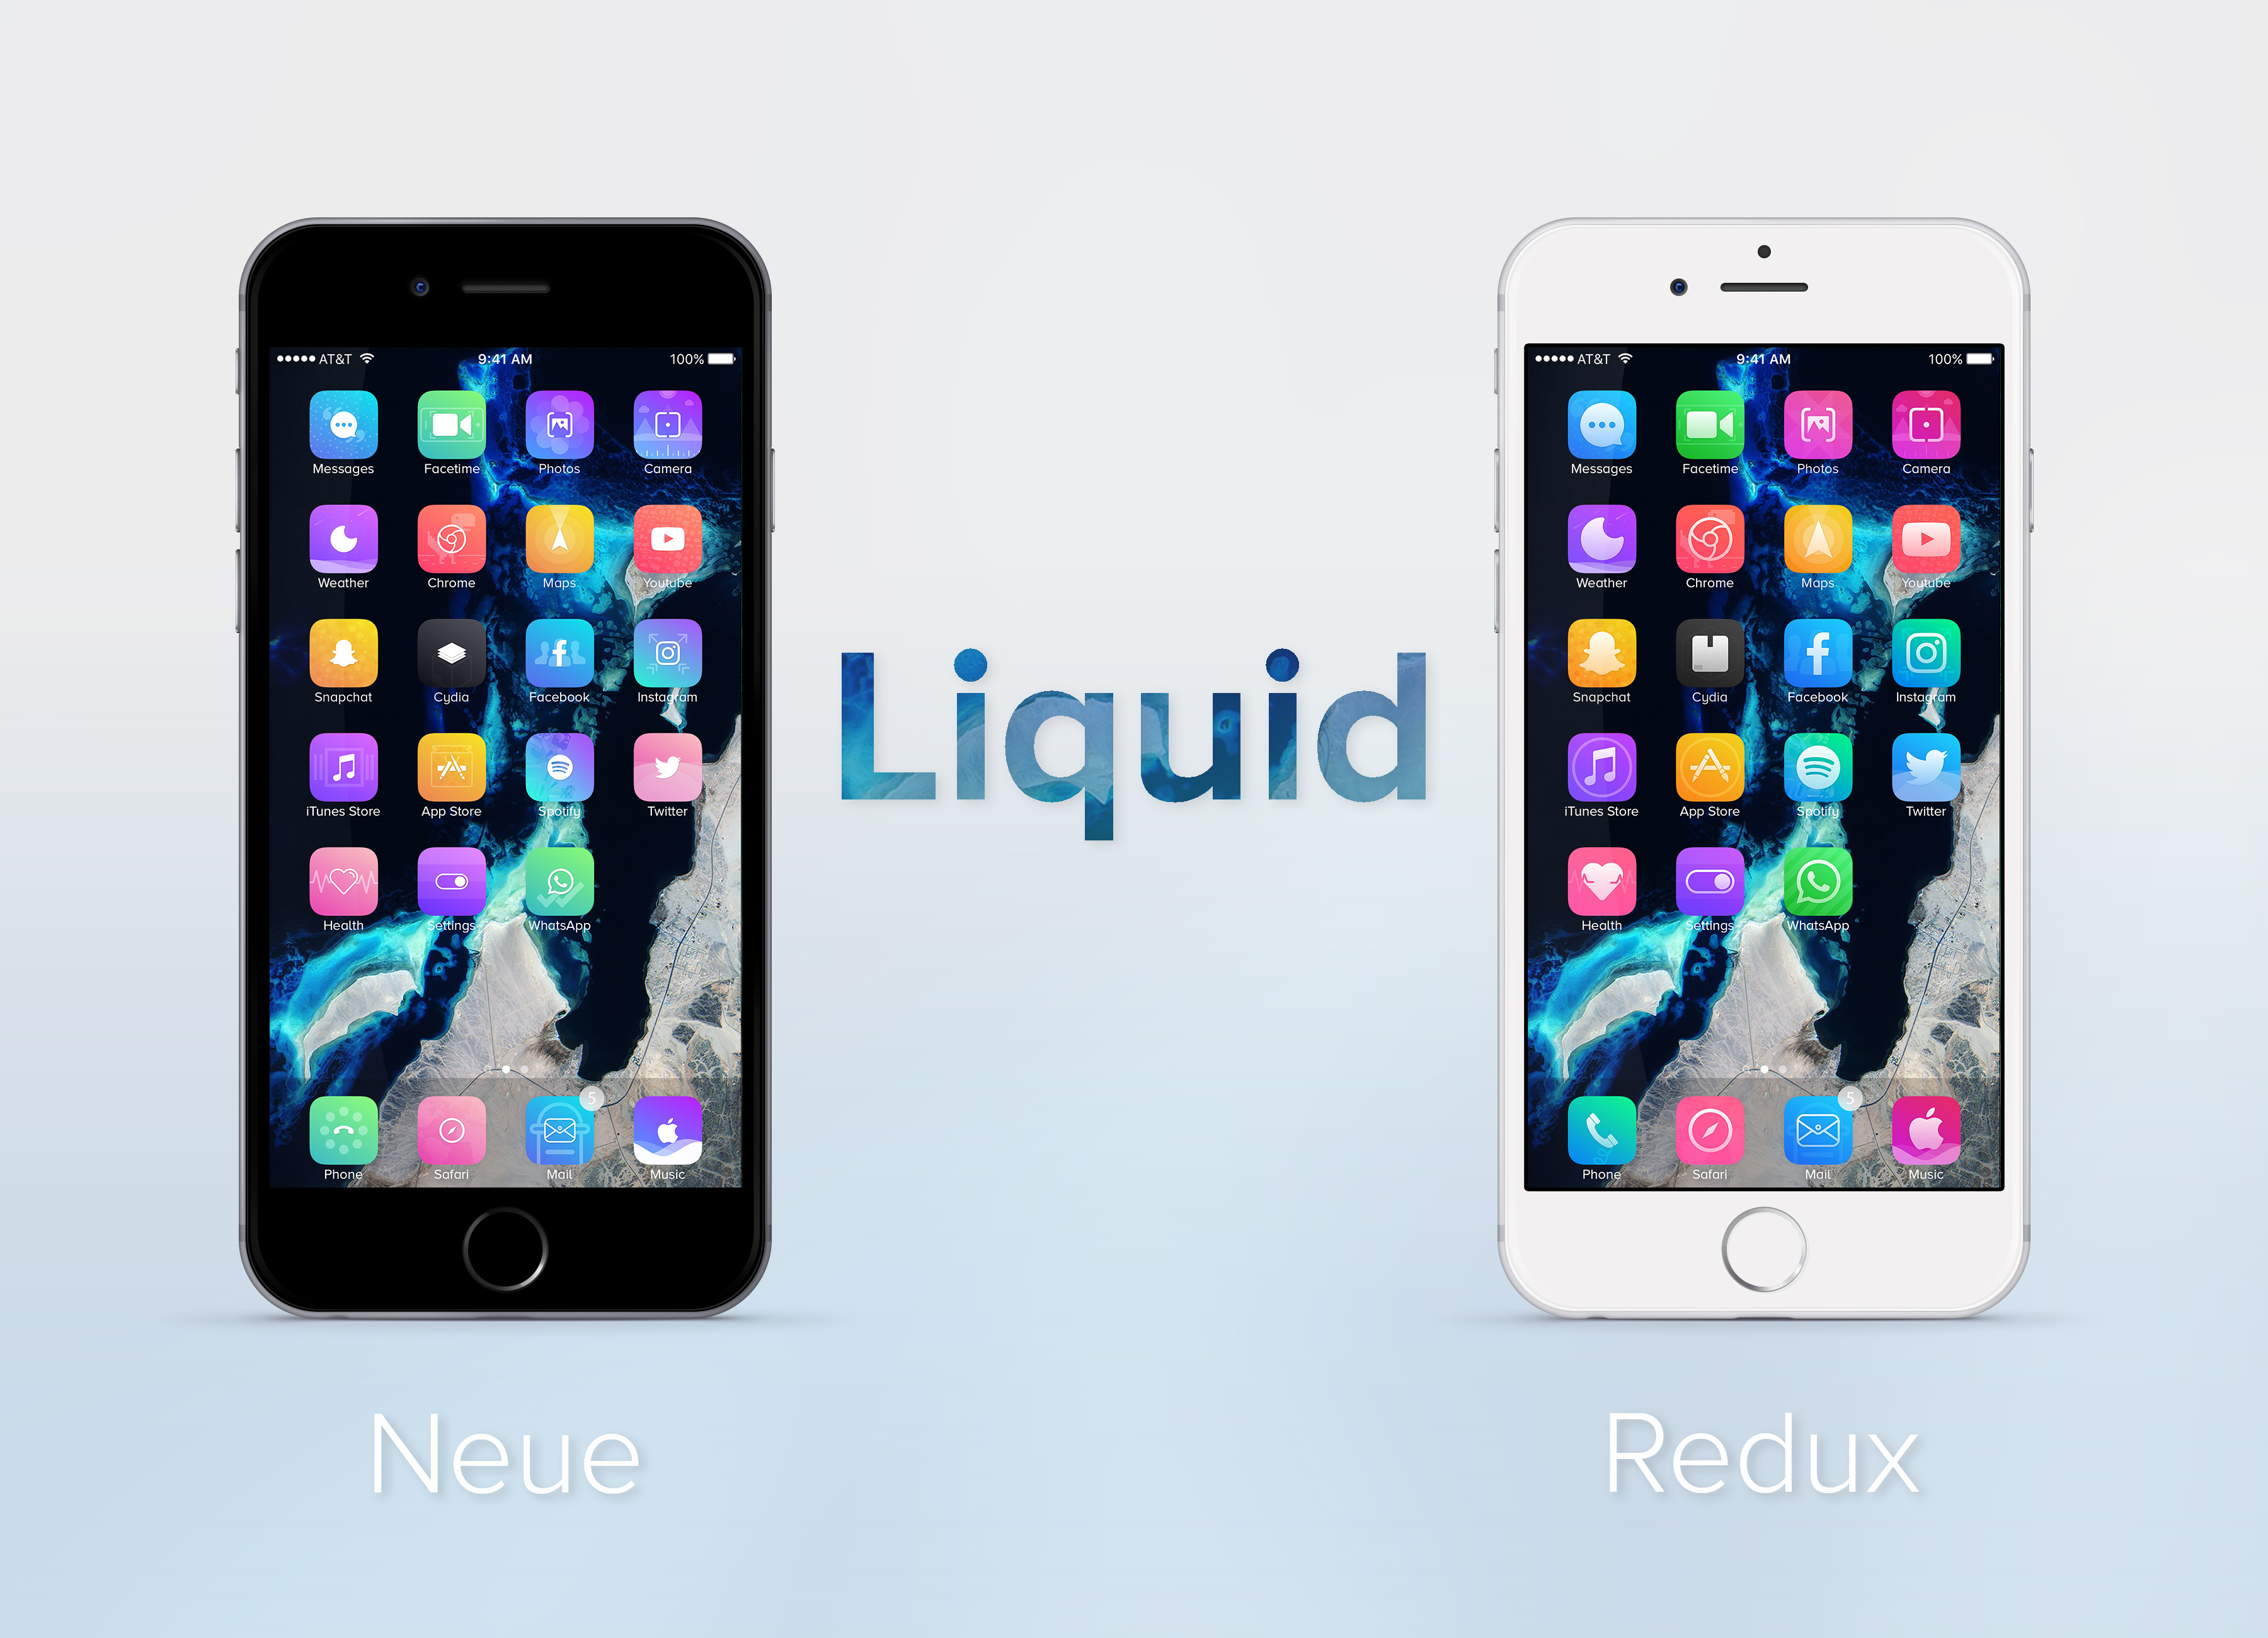 AT&T 9:41 AM 100%
Messages Facetime Photos Camera
Weather Chrome Maps Youtube
Snapchat Cydia Facebook Instagram
iTunes Store App Store Spotify Twitter
Health Settings WhatsApp
5
Phone Safari Mail Music
Neue
Liquid
AT&T 9:41 AM 100%
Messages Facetime Photos Camera
Weather Chrome Maps Youtube
Snapchat Cydia Facebook Instagram
iTunes Store App Store Spotify Twitter
Health Settings WhatsApp
5
Phone Safari Mail Music
Redux